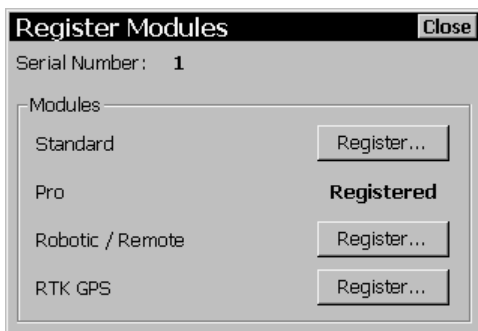 Register Modules Close
Serial Number: 1
Modules
Standard Register...
Pro Registered
Robotic / Remote Register...
RTK GPS Register...